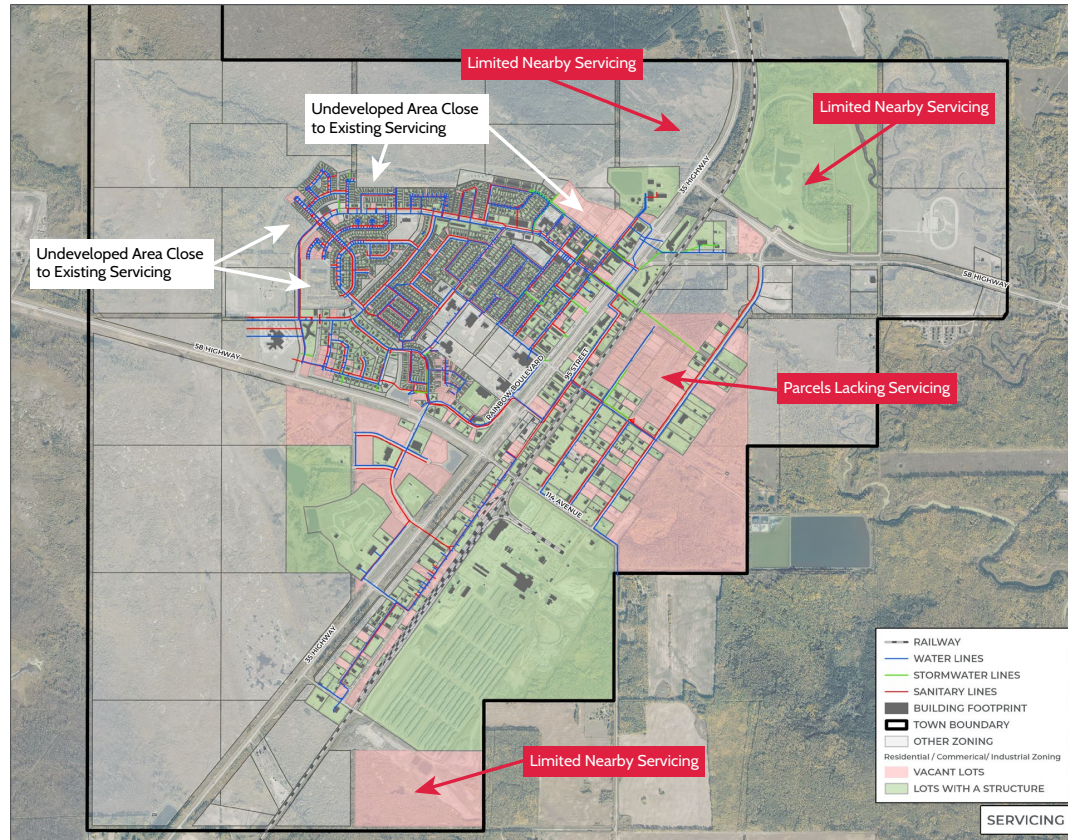 Limited Nearby Servicing
Limited Nearby Servicing
Undeveloped Area Close
to Existing Servicing
35 HIGHWAY
Undeveloped Area Close
to Existing Servicing
58 HIGHWAY
58 HIGHWAY
95 STREET
RAINBOW BOULEVARD
Parcels Lacking Servicing
114 AVENUE
35 HIGHWAY
Limited Nearby Servicing
RAILWAY
WATER LINES
STORMWATER LINES
SANITARY LINES
BUILDING FOOTPRINT
TOWN BOUNDARY
OTHER ZONING
Residential / Commerical/ Industrial Zoning
VACANT LOTS
LOTS WITH A STRUCTURE
SERVICING